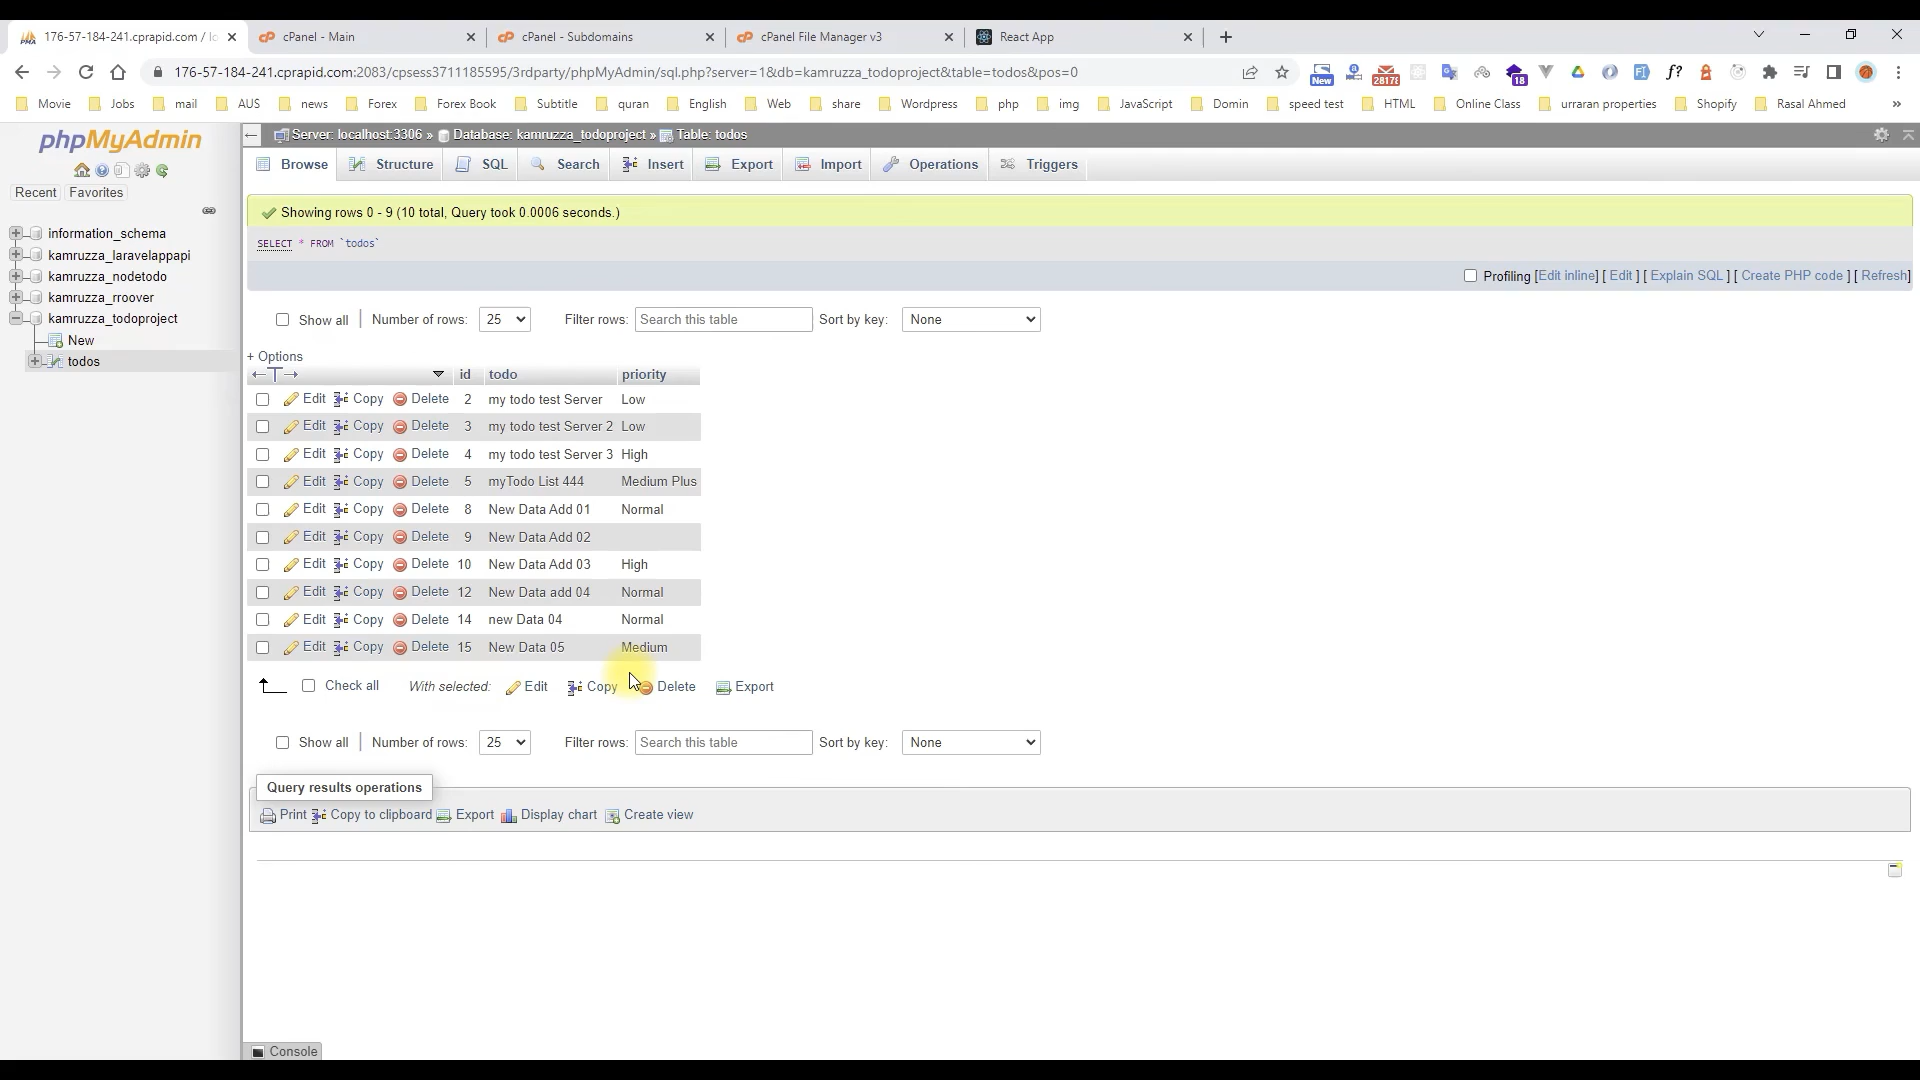 176-57-184-241.cprapid.com / lo
cPanel - Main
cPanel - Subdomains
cPanel File Manager v3
React App
176-57-184-241.cprapid.com:2083/cpsess3711185595/3rdparty/phpMyAdmin/sql.php?server=1&db=kamruzza_todoproject&table=todos&pos=0
New
28178
18
f?
Movie
Jobs
mail
AUS
news
Forex
Forex Book
Subtitle
quran
English
Web
share
Wordpress
php
img
JavaScript
Domin
speed test
HTML
Online Class
urraran properties
Shopify
Rasal Ahmed
»
phpMyAdmin
Recent
Favorites
information_schema
kamruzza_laravelappapi
kamruzza_nodetodo
kamruzza_rroover
kamruzza_todoproject
New
todos
Server: localhost:3306 » Database: kamruzza_todoproject » Table: todos
Browse
Structure
SQL
Search
Insert
Export
Import
Operations
Triggers
Showing rows 0 - 9 (10 total, Query took 0.0006 seconds.)
SELECT * FROM `todos`
Profiling [Edit inline] [ Edit ] [ Explain SQL ] [ Create PHP code ] [ Refresh]
Show all | Number of rows: 25 Filter rows: Search this table Sort by key: None
+ Options
←T→ id todo priority
Edit Copy Delete 2 my todo test Server Low
Edit Copy Delete 3 my todo test Server 2 Low
Edit Copy Delete 4 my todo test Server 3 High
Edit Copy Delete 5 myTodo List 444 Medium Plus
Edit Copy Delete 8 New Data Add 01 Normal
Edit Copy Delete 9 New Data Add 02
Edit Copy Delete 10 New Data Add 03 High
Edit Copy Delete 12 New Data add 04 Normal
Edit Copy Delete 14 new Data 04 Normal
Edit Copy Delete 15 New Data 05 Medium
Check all With selected: Edit Copy Delete Export
Show all | Number of rows: 25 Filter rows: Search this table Sort by key: None
Query results operations
Print Copy to clipboard Export Display chart Create view
Console